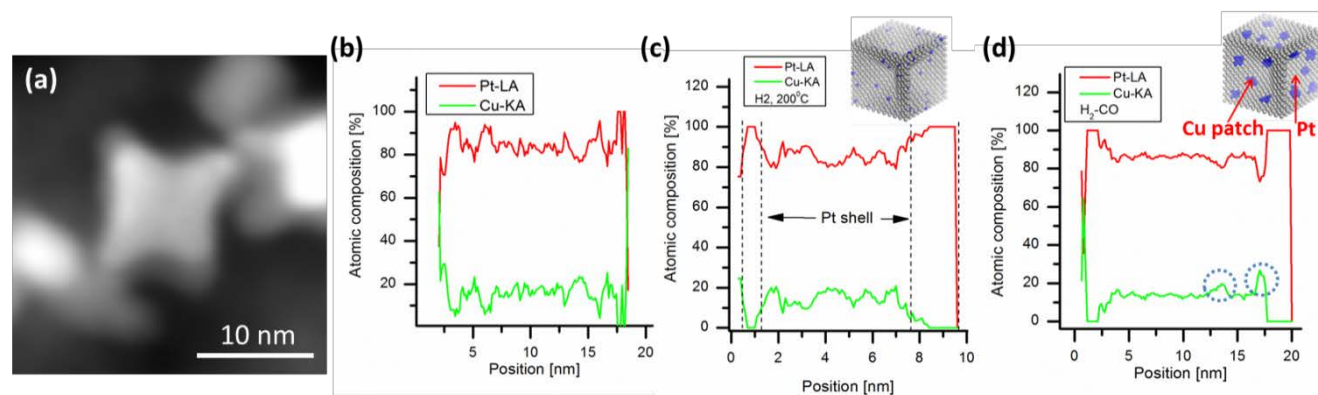 (a)
10 nm
(b)
Pt-LA
Cu-KA
Atomic composition [%]
100
80
60
40
20
5
10
15
20
Position [nm]
(c)
Pt-LA
Cu-KA
H2, 200⁰C
Atomic composition [%]
120
100
80
60
40
20
0
Pt shell
0
2
4
6
8
10
Position [nm]
(d)
Pt-LA
Cu-KA
H₂-CO
Cu patch
Pt
Atomic composition [%]
120
100
80
60
40
20
0
0
5
10
15
20
Position [nm]